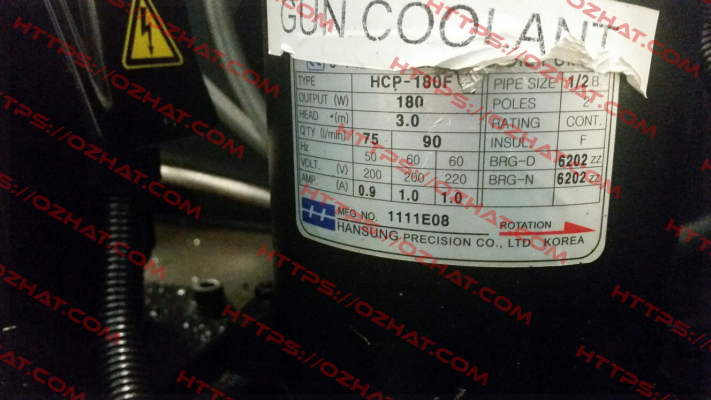 GUN COOLANT
TYPE HCP-180F PIPE SIZE 1/2 B
OUTPUT (W) 180 POLES 2
HEAD (m) 3.0 RATING CONT.
Q'TY (l/min) 75 90 INSUL F
Hz 50 60 60 BRG-D 6202 ZZ
VOLT. (V) 200 200 220 BRG-N 6202 ZZ
AMP. (A) 0.9 1.0 1.0
MFG NO. 1111E08 ROTATION
HANSUNG PRECISION CO., LTD. KOREA
HTTPS://OZHAT.COM